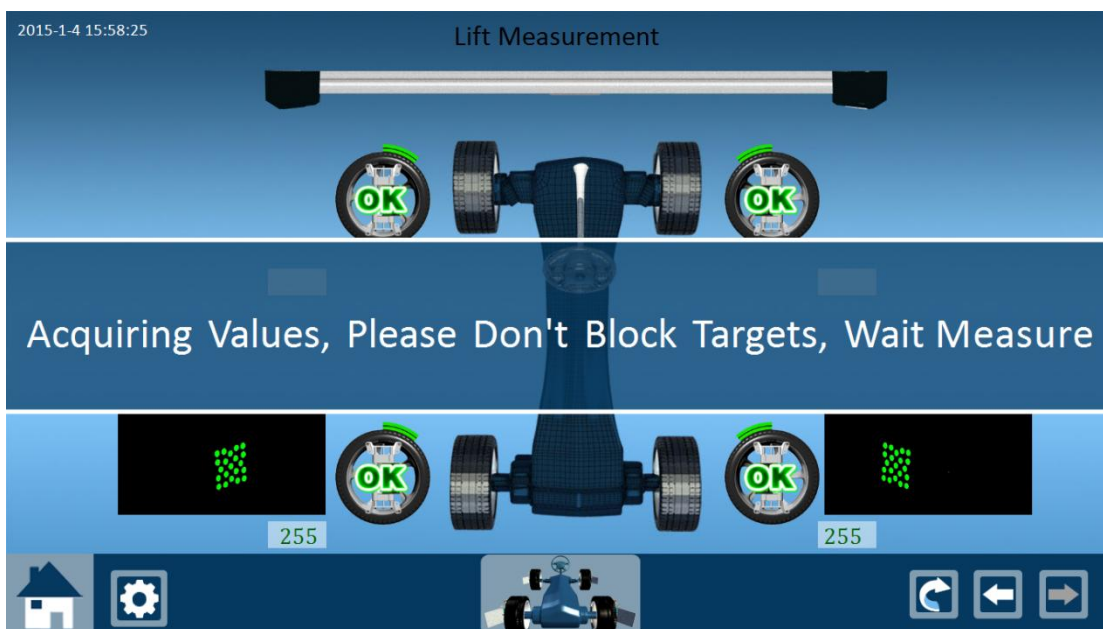 2015-1-4 15:58:25
Lift Measurement
OK OK
Acquiring Values, Please Don't Block Targets, Wait Measure
OK OK
255 255